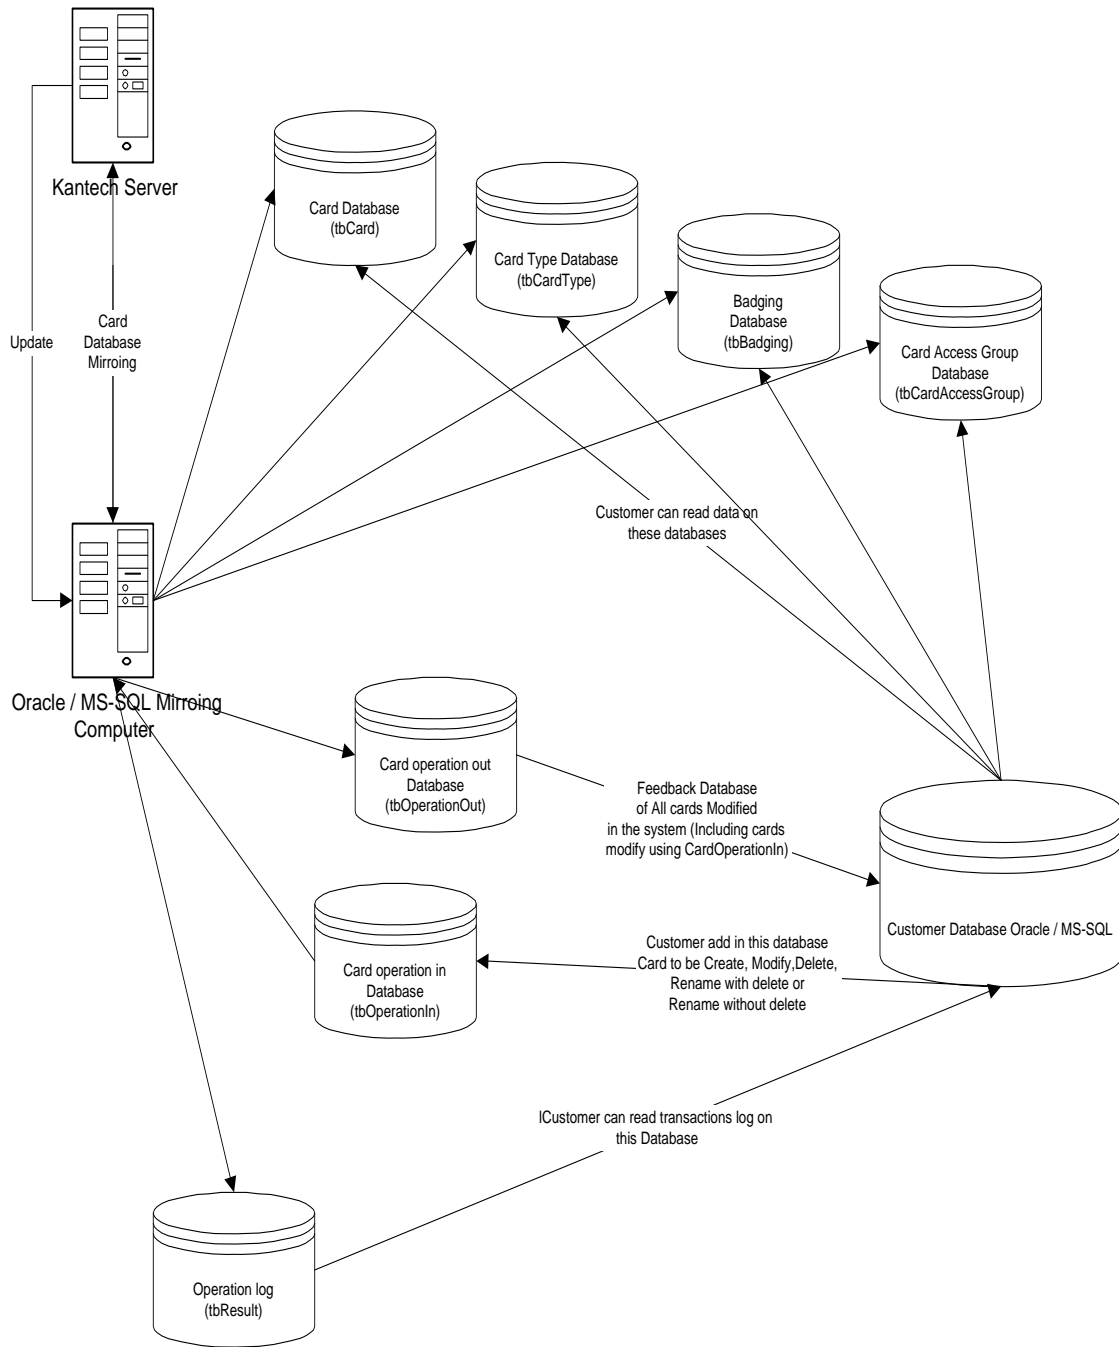 Kantech Server
Card Database
(tbCard)
Card Type Database
(tbCardType)
Badging
Database
(tbBadging)
Card Access Group
Database
(tbCardAccessGroup)
Update
Card
Database
Mirroing
Customer can read data on
these databases
Oracle / MS-SQL Mirroing
Computer
Card operation out
Database
(tbOperationOut)
Feedback Database
of All cards Modified
in the system (Including cards
modify using CardOperationIn)
Customer Database Oracle / MS-SQL
Card operation in
Database
(tbOperationIn)
Customer add in this database
Card to be Create, Modify,Delete,
Rename with delete or
Rename without delete
lCustomer can read transactions log on
this Database
Operation log
(tbResult)